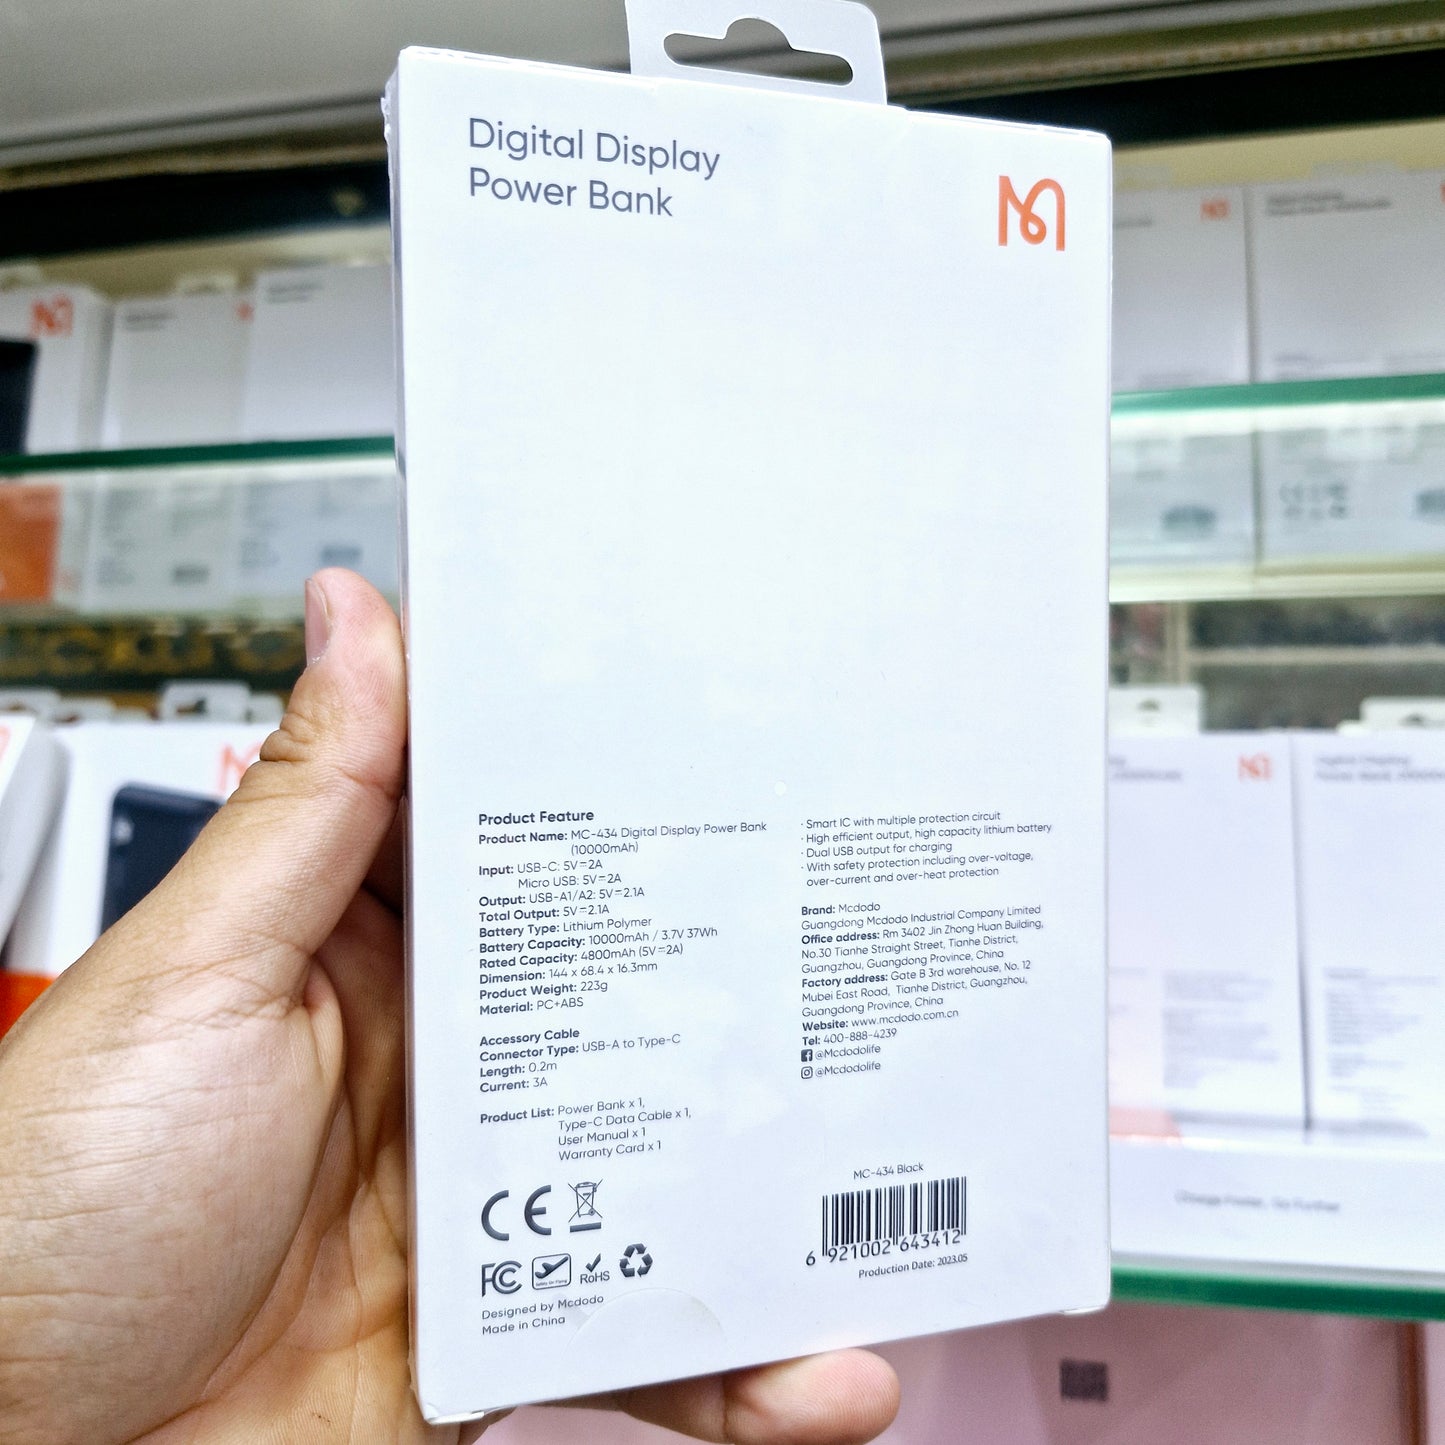 Digital Display
Power Bank
Product Feature
Product Name: MC-434 Digital Display Power Bank
(10000mAh)
Input: USB-C: 5V⎓2A
Micro USB: 5V⎓2A
Output: USB-A1/A2: 5V⎓2.1A
Total Output: 5V⎓2.1A
Battery Type: Lithium Polymer
Battery Capacity: 10000mAh / 3.7V 37Wh
Rated Capacity: 4800mAh (5V⎓2A)
Dimension: 144 x 68.4 x 16.3mm
Product Weight: 223g
Material: PC+ABS
Accessory Cable
Connector Type: USB-A to Type-C
Length: 0.2m
Current: 3A
Product List: Power Bank x 1,
Type-C Data Cable x 1,
User Manual x 1
Warranty Card x 1
CE
FC
RoHS
Designed by Mcdodo
Made in China
· Smart IC with multiple protection circuit
· High efficient output, high capacity lithium battery
· Dual USB output for charging
· With safety protection including over-voltage,
over-current and over-heat protection
Brand: Mcdodo
Guangdong Mcdodo Industrial Company Limited
Office address: Rm 3402 Jin Zhong Huan Building,
No.30 Tianhe Straight Street, Tianhe District,
Guangzhou, Guangdong Province, China
Factory address: Gate B 3rd warehouse, No. 12
Mubei East Road, Tianhe District, Guangzhou,
Guangdong Province, China
Website: www.mcdodo.com.cn
Tel: 400-888-4239
@Mcdodolife
@Mcdodolife
MC-434 Black
6 921002 643412
Production Date: 2023.05